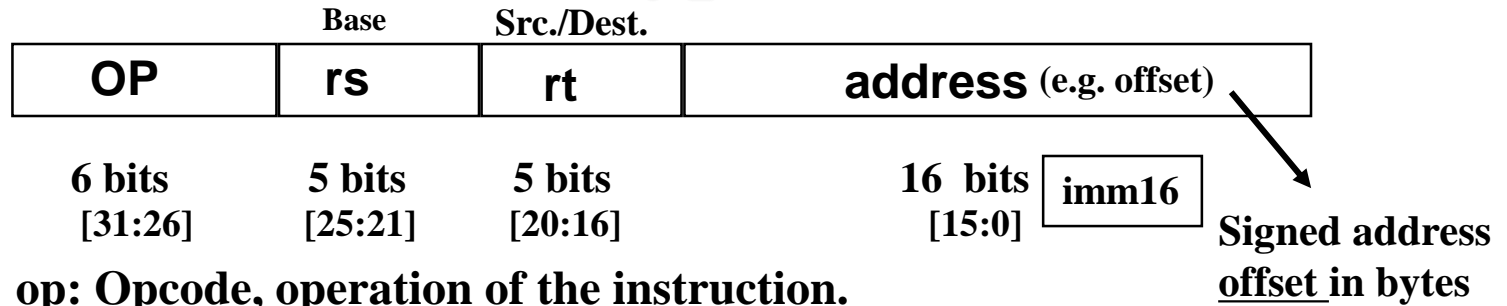 Base Src./Dest.
OP rs rt address (e.g. offset)
6 bits 5 bits 5 bits 16 bits imm16
[31:26] [25:21] [20:16] [15:0]
Signed address
offset in bytes
op: Opcode, operation of the instruction.